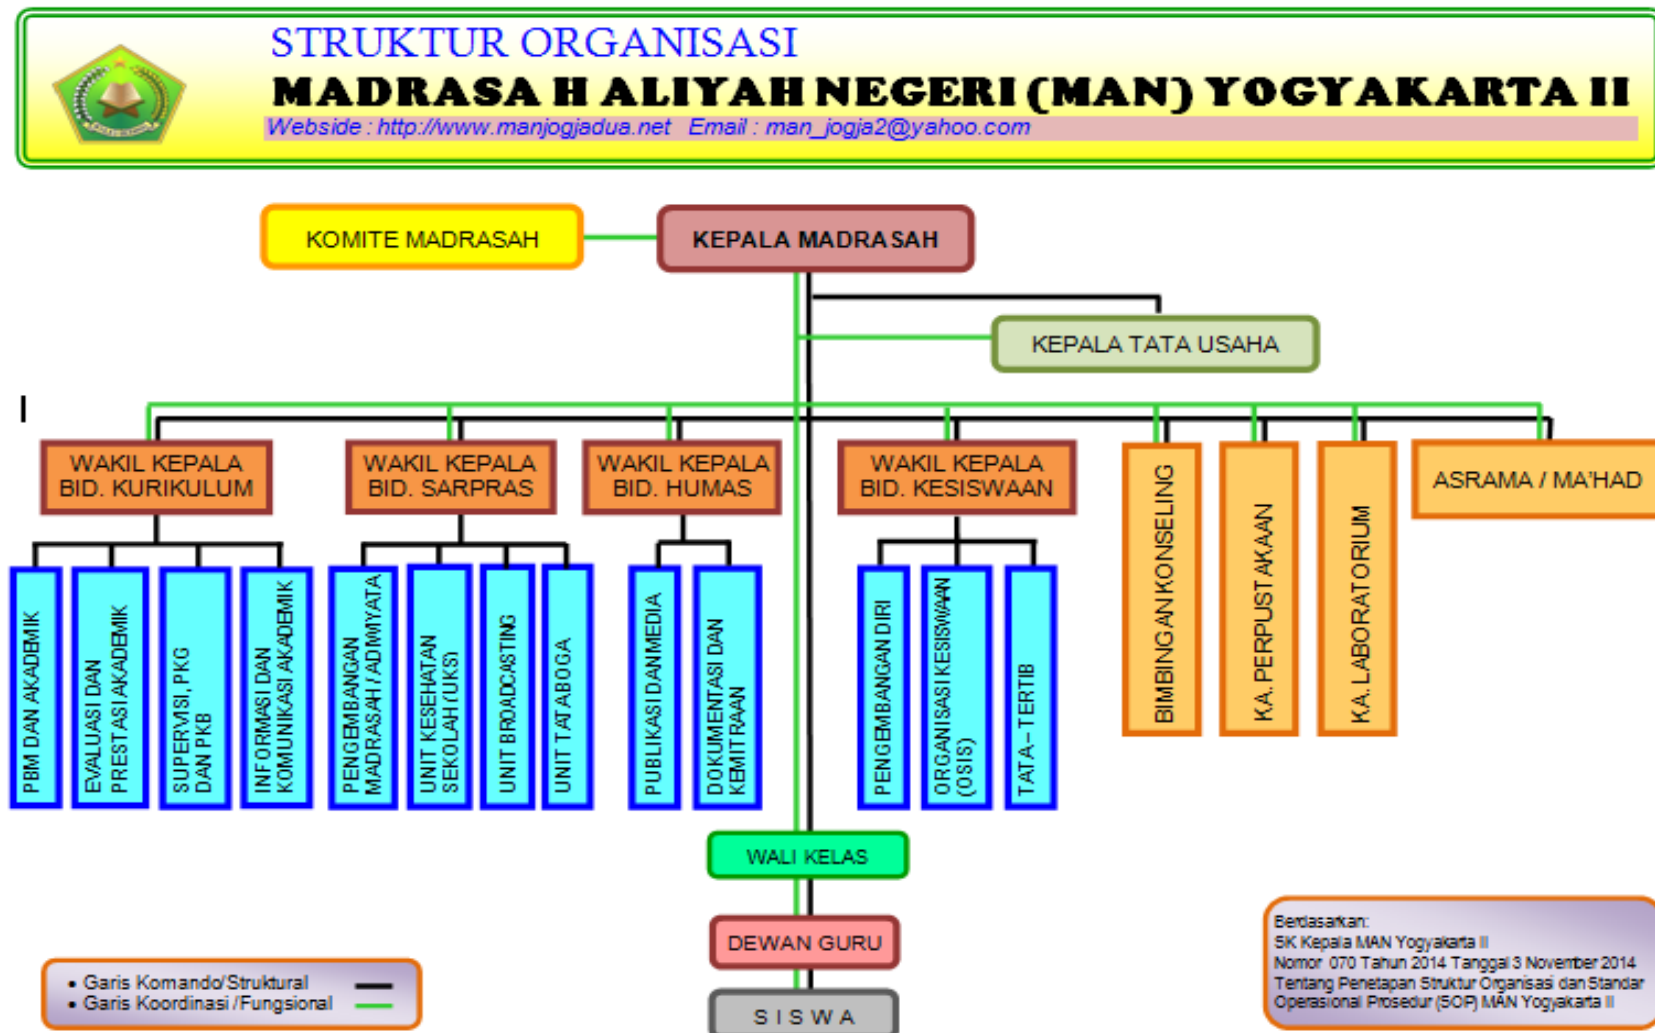 STRUKTUR ORGANISASI
MADRASA H ALIYAH NEGERI (MAN) YOGYAKARTA II
Webside : http://www.manjogjadua.net Email : man_jogja2@yahoo.com
KOMITE MADRASAH
KEPALA MADRASAH
KEPALA TATA USAHA
WAKIL KEPALA
BID. KURIKULUM
WAKIL KEPALA
BID. SARPRAS
WAKIL KEPALA
BID. HUMAS
WAKIL KEPALA
BID. KESISWAAN
BIMBINGAN KONSELING
KA. PERPUSTAKAAN
KA. LABORATORIUM
ASRAMA / MA'HAD
PBM DAN AKADEMIK
EVALUASI DAN
PRESTASI AKADEMIK
SUPERVISI, PKG
DAN PKB
INFORMASI DAN
KOMUNIKASI AKADEMIK
PENGEMBANGAN
MADRASAH / ADIWIYATA
UNIT KESEHATAN
SEKOLAH (UKS)
UNIT BROADCASTING
UNIT TATA BOGA
PUBLIKASI DAN MEDIA
DOKUMENTASI DAN
KEMITRAAN
PENGEMBANGAN DIRI
ORGANISASI KESISWAAN
(OSIS)
TATA – TERTIB
WALI KELAS
DEWAN GURU
S I S W A
• Garis Komando/Struktural
• Garis Koordinasi /Fungsional
Berdasarkan:
SK Kepala MAN Yogyakarta II
Nomor 070 Tahun 2014 Tanggal 3 November 2014
Tentang Penetapan Struktur Organisasi dan Standar
Operasional Prosedur (SOP) MAN Yogyakarta II